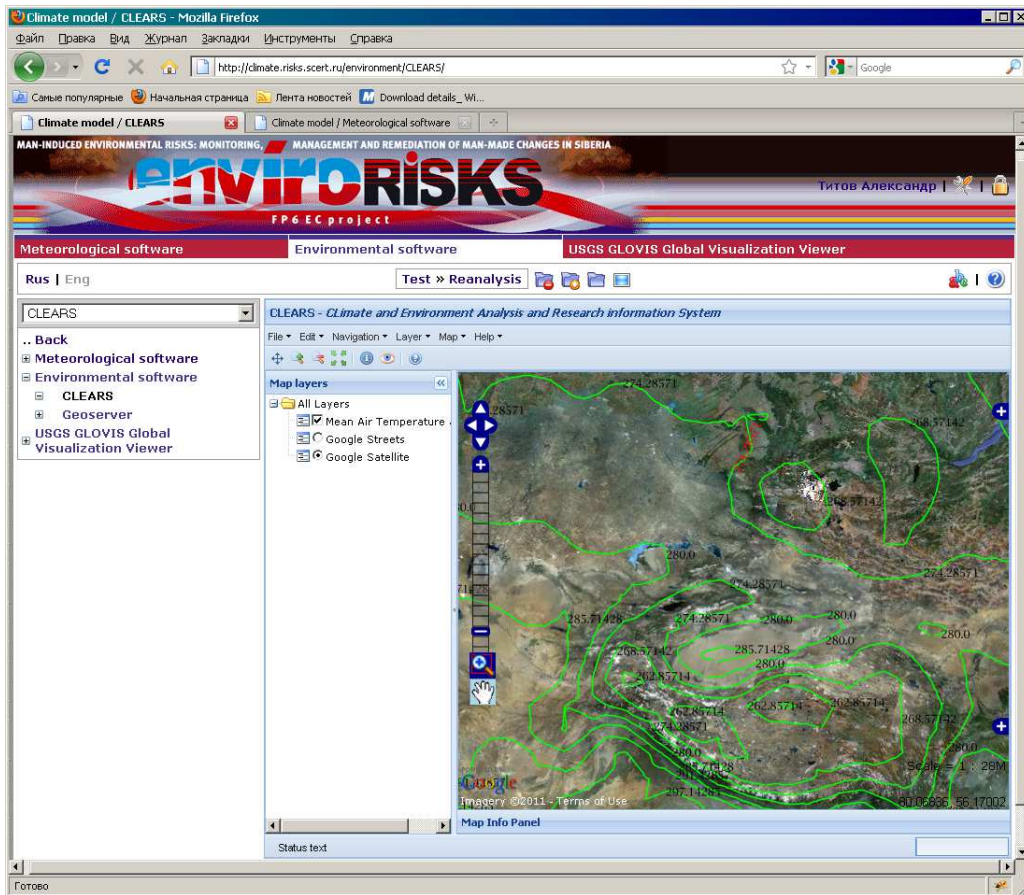 Climate model / CLEARS - Mozilla Firefox
Файл Правка Вид Журнал Закладки Инструменты Справка
http://climate.risks.scert.ru/environment/CLEARS/
Google
Самые популярные Начальная страница Лента новостей Download details_ Wi...
Climate model / CLEARS Climate model / Meteorological software
MAN-INDUCED ENVIRONMENTAL RISKS: MONITORING, MANAGEMENT AND REMEDIATION OF MAN-MADE CHANGES IN SIBERIA
enviroRISKS
Титов Александр |
FP6 EC project
Meteorological software Environmental software USGS GLOVIS Global Visualization Viewer
Rus | Eng
Test » Reanalysis
CLEARS
.. Back
Meteorological software
Environmental software
CLEARS
Geoserver
USGS GLOVIS Global
Visualization Viewer
CLEARS - CLimate and Environment Analysis and Research information System
File Edit Navigation Layer Map Help
Map layers
All Layers
Mean Air Temperature
Google Streets
Google Satellite
274.28571
28571
268.57142
268.57142
280.0
274.28571
285.71428
274.28571
280.0
280.0
280.0
280.0
268.57142
285.71428
280.0
262.85714
262.85714
262.85714
262.85714
268.57142
274.28571
280.0
280.0
297.14285
Scale = 1 : 28M
Google
Imagery ©2011 - Terms of Use
80.06836, 56.17002
Map Info Panel
Status text
Готово